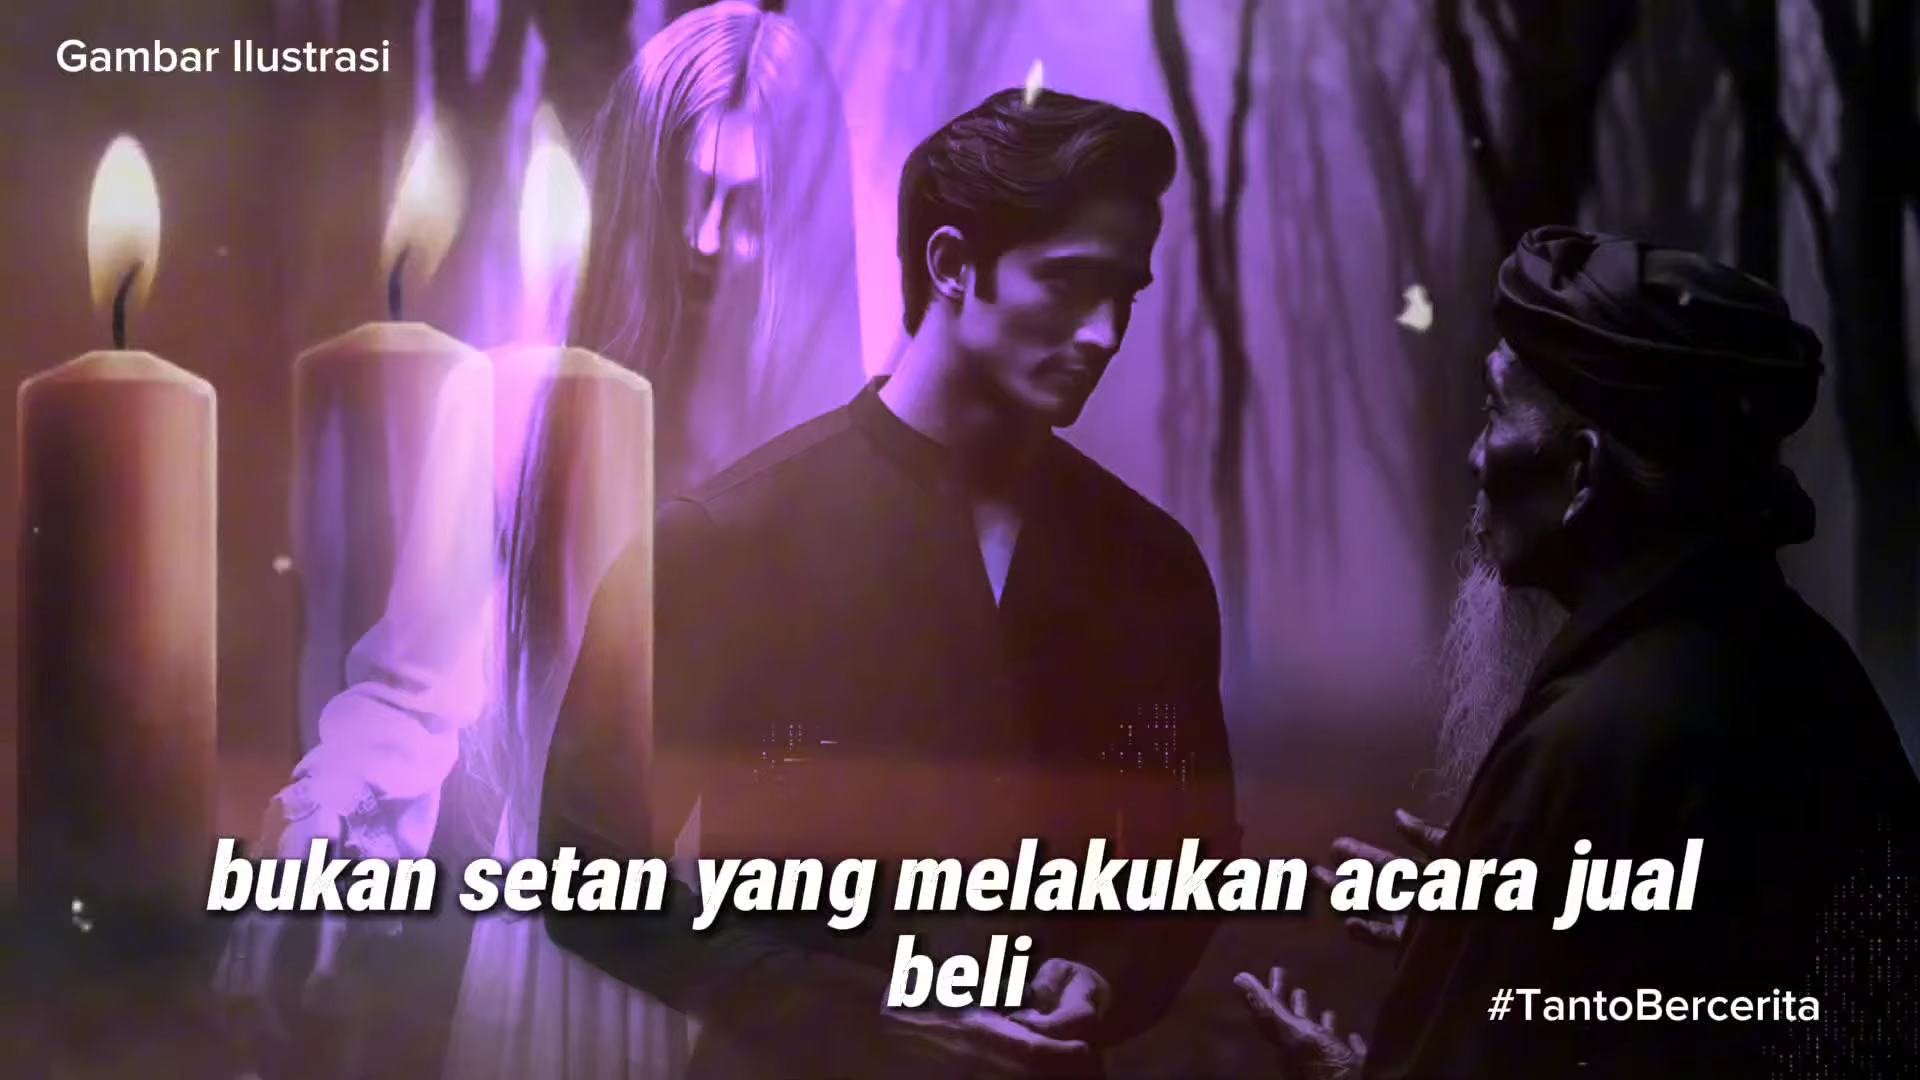 Gambar Ilustrasi
bukan setan yang melakukan acara jual
beli
#TantoBercerita